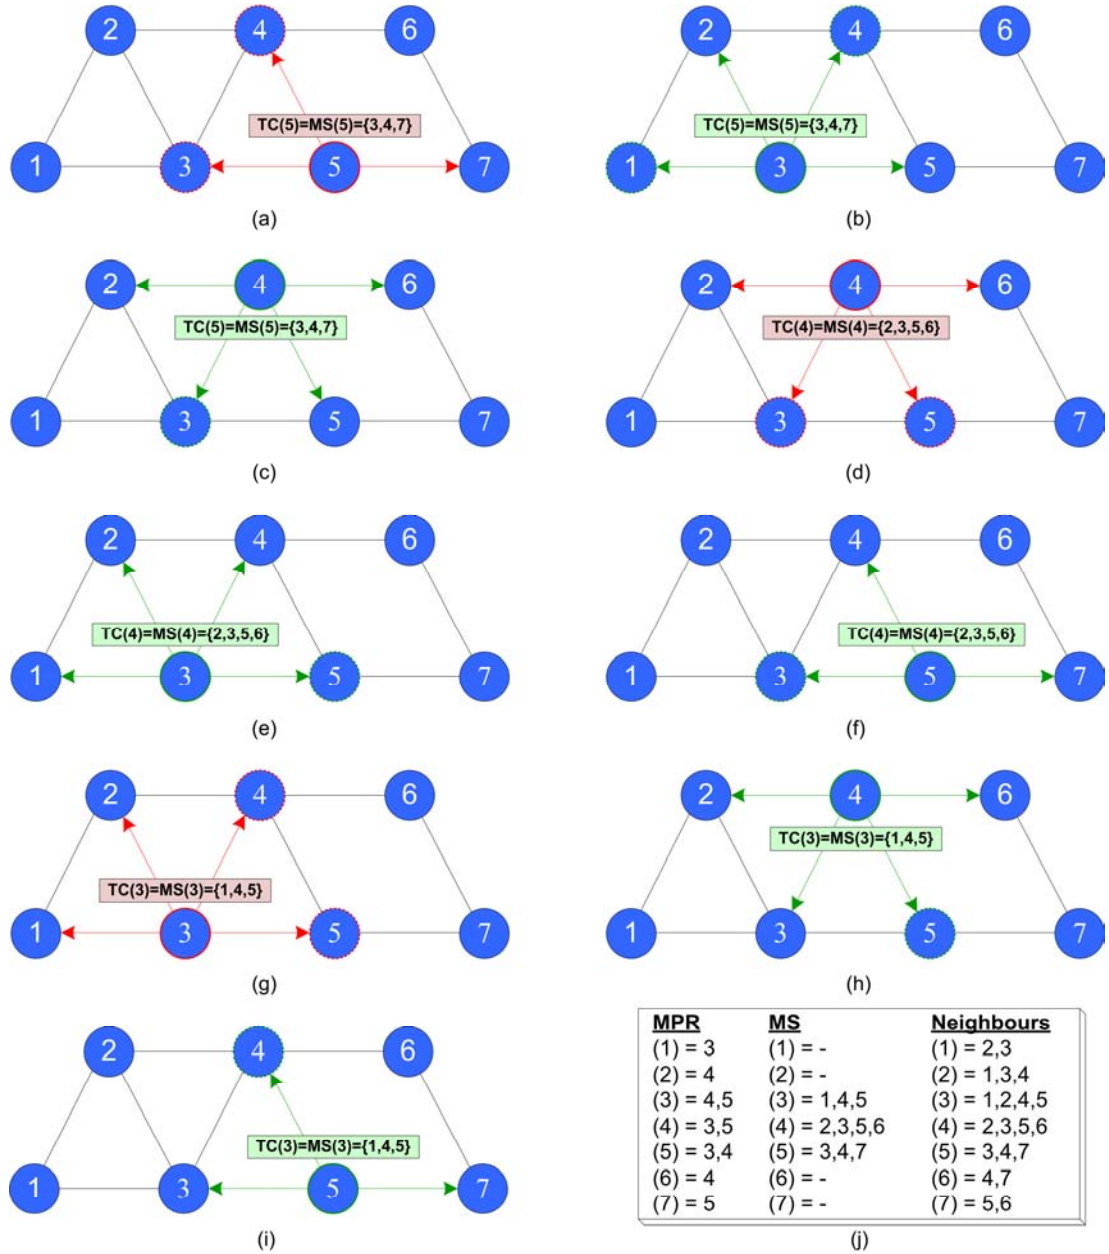 2 4 6
TC(5)=MS(5)={3,4,7}
1 3 5 7
(a)
2 4 6
TC(5)=MS(5)={3,4,7}
1 3 5 7
(b)
2 4 6
TC(5)=MS(5)={3,4,7}
1 3 5 7
(c)
2 4 6
TC(4)=MS(4)={2,3,5,6}
1 3 5 7
(d)
2 4 6
TC(4)=MS(4)={2,3,5,6}
1 3 5 7
(e)
2 4 6
TC(4)=MS(4)={2,3,5,6}
1 3 5 7
(f)
2 4 6
TC(3)=MS(3)={1,4,5}
1 3 5 7
(g)
2 4 6
TC(3)=MS(3)={1,4,5}
1 3 5 7
(h)
2 4 6
TC(3)=MS(3)={1,4,5}
1 3 5 7
(i)
MPR MS Neighbours
(1) = 3 (1) = - (1) = 2,3
(2) = 4 (2) = - (2) = 1,3,4
(3) = 4,5 (3) = 1,4,5 (3) = 1,2,4,5
(4) = 3,5 (4) = 2,3,5,6 (4) = 2,3,5,6
(5) = 3,4 (5) = 3,4,7 (5) = 3,4,7
(6) = 4 (6) = - (6) = 4,7
(7) = 5 (7) = - (7) = 5,6
(j)